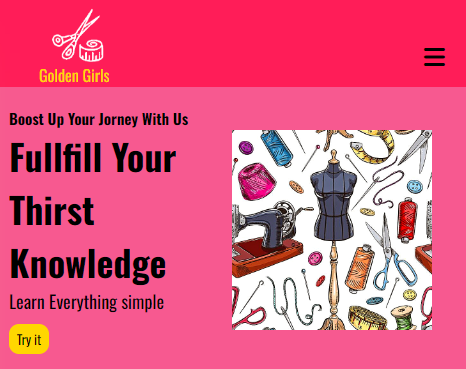 Golden Girls
Boost Up Your Jorney With Us
Fullfill Your
Thirst
Knowledge
Learn Everything simple
Try it